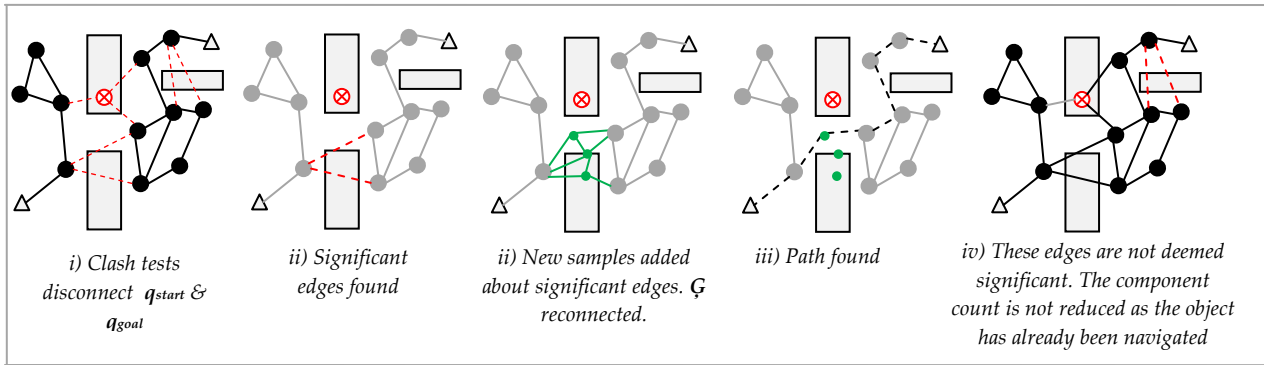 i) Clash tests
disconnect qstart &
qgoal
ii) Significant
edges found
ii) New samples added
about significant edges. Ģ
reconnected.
iii) Path found
iv) These edges are not deemed
significant. The component
count is not reduced as the object
has already been navigated